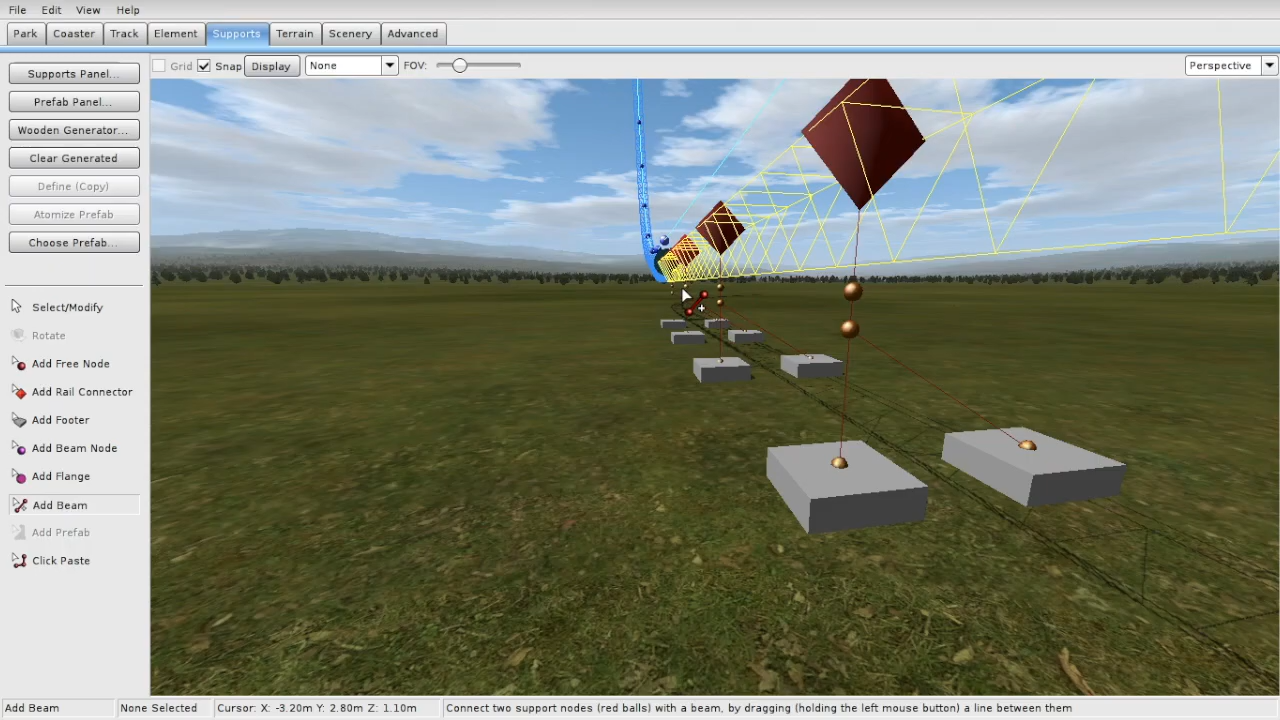 File Edit View Help
Park Coaster Track Element Supports Terrain Scenery Advanced
Grid Snap Display None FOV: Perspective
Supports Panel...
Prefab Panel...
Wooden Generator...
Clear Generated
Define (Copy)
Atomize Prefab
Choose Prefab...
Select/Modify
Rotate
Add Free Node
Add Rail Connector
Add Footer
Add Beam Node
Add Flange
Add Beam
Add Prefab
Click Paste
Add Beam None Selected Cursor: X: -3.20m Y: 2.80m Z: 1.10m Connect two support nodes (red balls) with a beam, by dragging (holding the left mouse button) a line between them